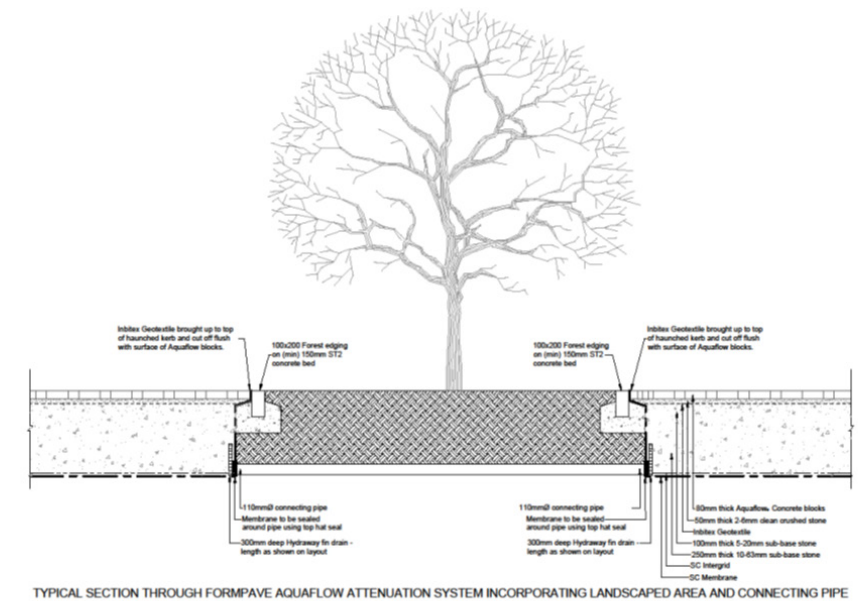 Inbitex Geotextile brought up to top
of haunched kerb and cut off flush
with surface of Aquaflow blocks.
100x200 Forest edging
on (min) 150mm ST2
concrete bed
100x200 Forest edging
on (min) 150mm ST2
concrete bed
Inbitex Geotextile brought up to top
of haunched kerb and cut off flush
with surface of Aquaflow blocks.
110mmØ connecting pipe
Membrane to be sealed
around pipe using top hat seal
300mm deep Hydraway fin drain -
length as shown on layout
110mmØ connecting pipe
Membrane to be sealed
around pipe using top hat seal
300mm deep Hydraway fin drain -
length as shown on layout
80mm thick Aquaflow Concrete blocks
50mm thick 2-6mm clean crushed stone
Inbitex Geotextile
100mm thick 5-20mm sub-base stone
250mm thick 10-63mm sub-base stone
SC Intergrid
SC Membrane
TYPICAL SECTION THROUGH FORMPAVE AQUAFLOW ATTENUATION SYSTEM INCORPORATING LANDSCAPED AREA AND CONNECTING PIPE